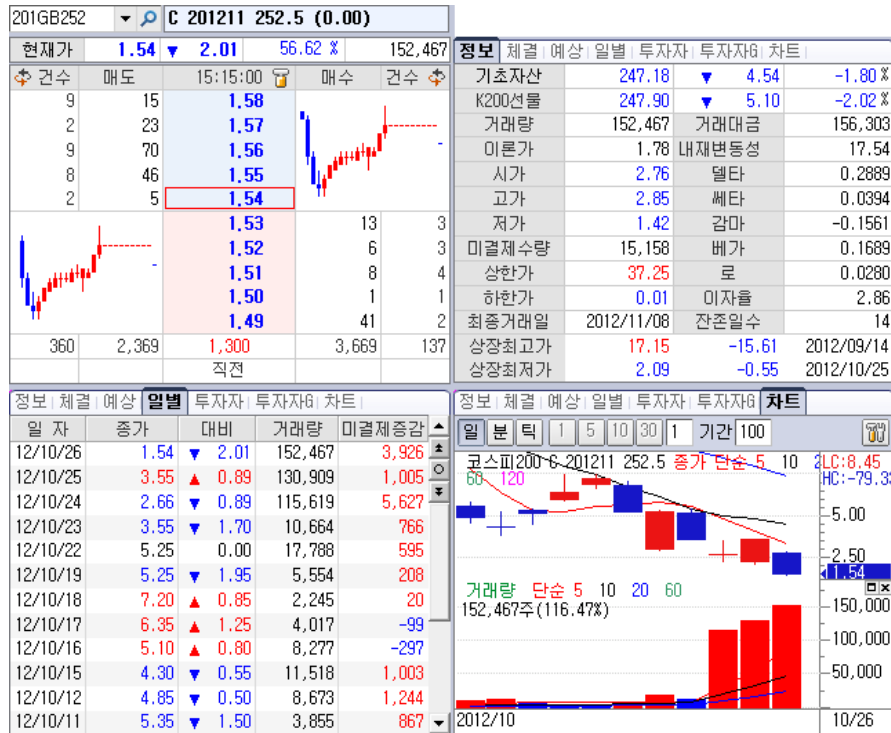 201GB252 C 201211 252.5 (0.00)
현재가 1.54 ▼ 2.01 56.62 % 152,467
건수 매도 15:15:00 매수 건수
9 15 1.58
2 23 1.57
9 70 1.56
8 46 1.55
2 5 1.54
1.53 13 3
1.52 6 3
1.51 8 4
1.50 1 1
1.49 41 2
360 2,369 1,300 3,669 137
직전
정보 체결 예상 일별 투자자 투자자G 차트
기초자산 247.18 ▼ 4.54 -1.80 %
K200선물 247.90 ▼ 5.10 -2.02 %
거래량 152,467 거래대금 156,303
이론가 1.78 내재변동성 17.54
시가 2.76 델타 0.2889
고가 2.85 쎄타 0.0394
저가 1.42 감마 -0.1561
미결제수량 15,158 베가 0.1689
상한가 37.25 로 0.0280
하한가 0.01 이자율 2.86
최종거래일 2012/11/08 잔존일수 14
상장최고가 17.15 -15.61 2012/09/14
상장최저가 2.09 -0.55 2012/10/25
정보 체결 예상 일별 투자자 투자자G 차트
일 자 종가 대비 거래량 미결제증감
12/10/26 1.54 ▼ 2.01 152,467 3,926
12/10/25 3.55 ▲ 0.89 130,909 1,005
12/10/24 2.66 ▼ 0.89 115,619 5,627
12/10/23 3.55 ▼ 1.70 10,664 766
12/10/22 5.25 0.00 17,788 595
12/10/19 5.25 ▼ 1.95 5,554 208
12/10/18 7.20 ▲ 0.85 2,245 20
12/10/17 6.35 ▲ 1.25 4,017 -99
12/10/16 5.10 ▲ 0.80 8,277 -297
12/10/15 4.30 ▼ 0.55 11,518 1,003
12/10/12 4.85 ▼ 0.50 8,673 1,244
12/10/11 5.35 ▼ 1.50 3,855 867
정보 체결 예상 일별 투자자 투자자G 차트
일 분 틱 1 5 10 30 1 기간 100
코스피200 C 201211 252.5 종가 단순 5 10 2 LC:8.45
60 120 HC:-79.33
5.00
2.50
1.54
거래량 단순 5 10 20 60
152,467주(116.47%)
150,000
100,000
50,000
2012/10 10/26